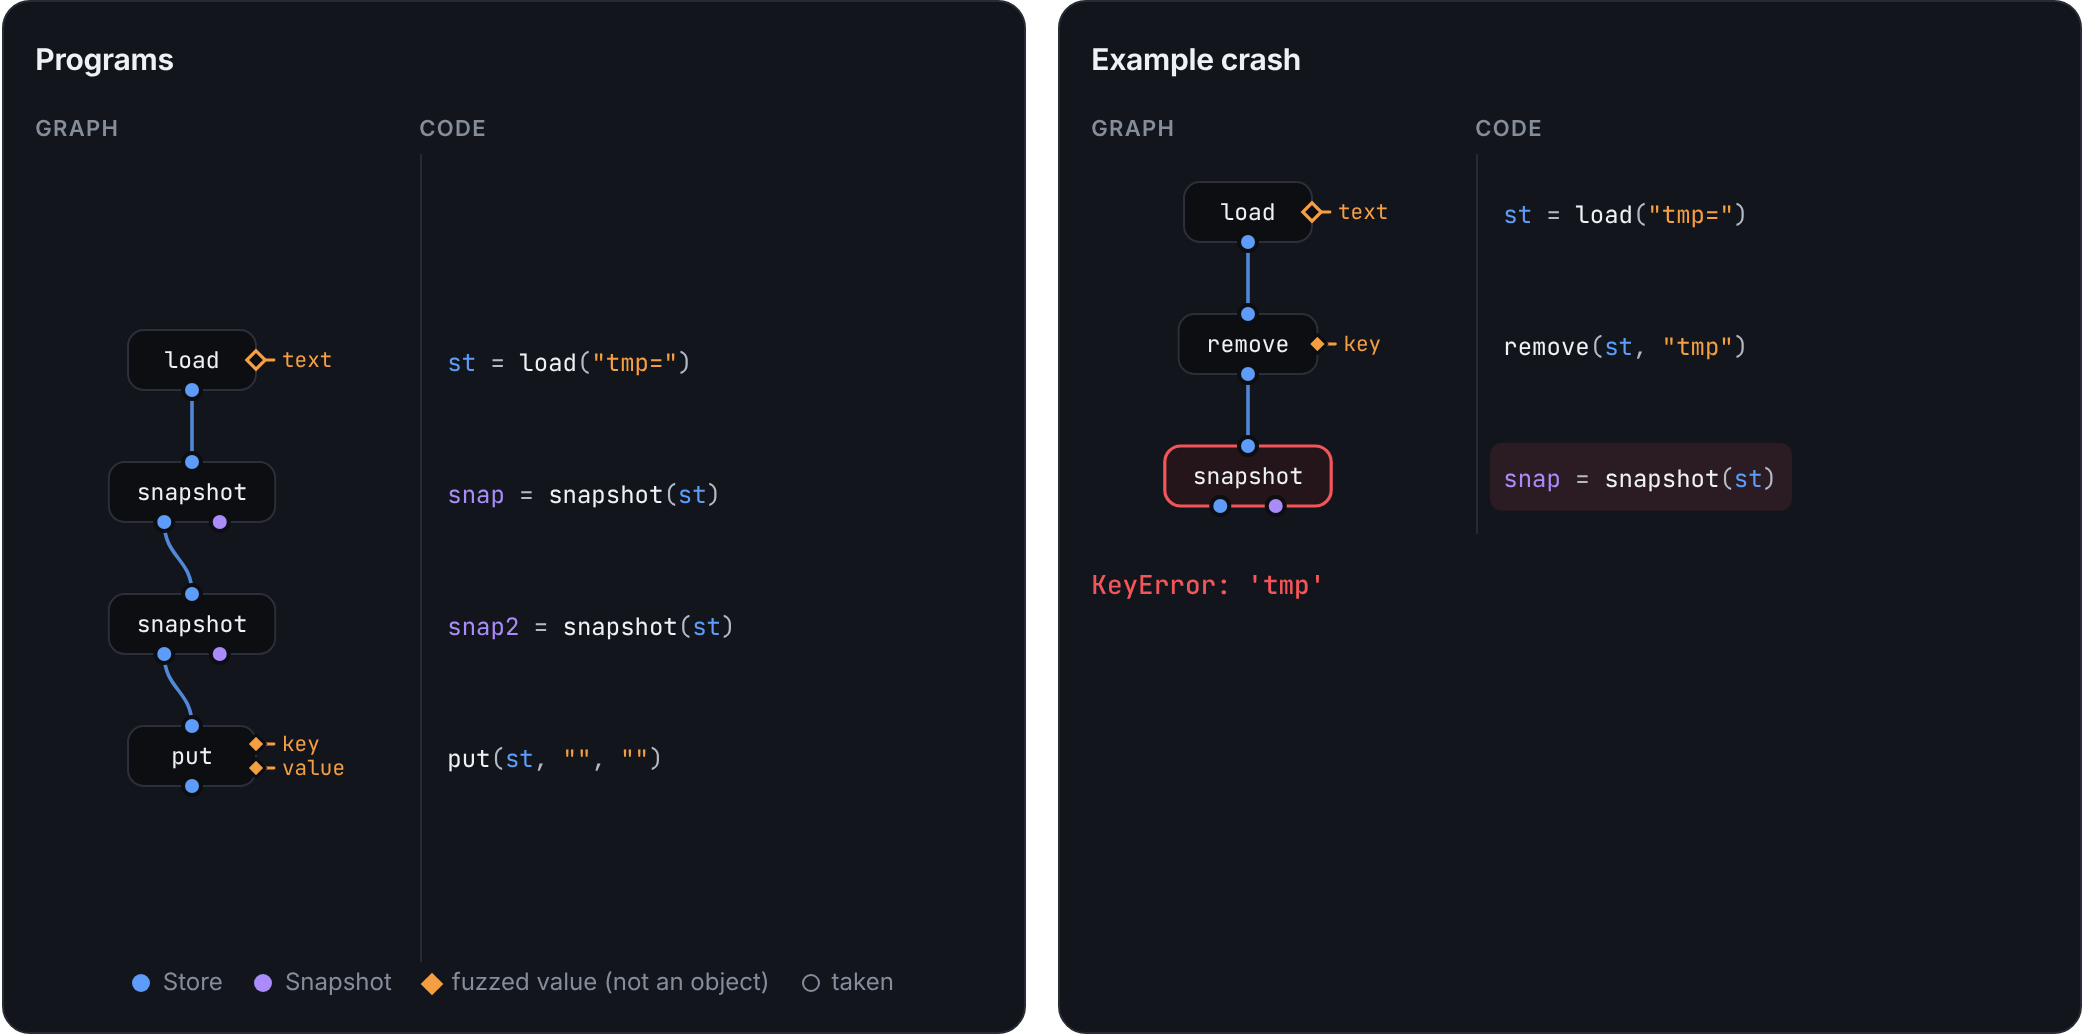 Programs
GRAPH CODE
load text st = load("tmp=")
snapshot snap = snapshot(st)
snapshot snap2 = snapshot(st)
put key value put(st, "", "")
Store Snapshot fuzzed value (not an object) taken
Example crash
GRAPH CODE
load text st = load("tmp=")
remove key remove(st, "tmp")
snapshot snap = snapshot(st)
KeyError: 'tmp'